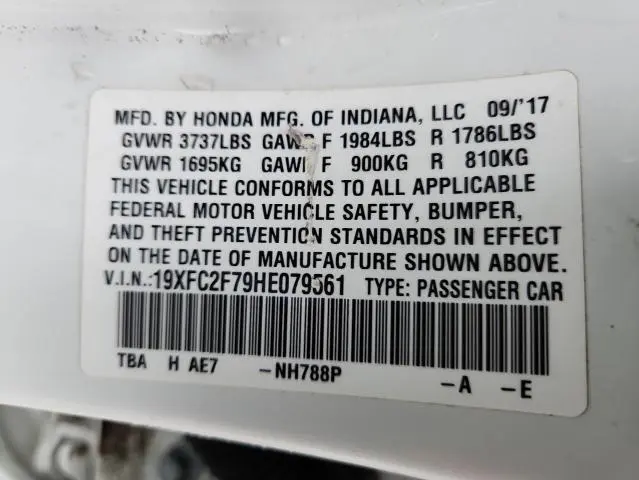 MFD. BY HONDA MFG. OF INDIANA, LLC 09/'17
GVWR 3737LBS GAWR F 1984LBS R 1786LBS
GVWR 1695KG GAWR F 900KG R 810KG
THIS VEHICLE CONFORMS TO ALL APPLICABLE
FEDERAL MOTOR VEHICLE SAFETY, BUMPER,
AND THEFT PREVENTION STANDARDS IN EFFECT
ON THE DATE OF MANUFACTURE SHOWN ABOVE.
V.I.N.:19XFC2F79HE079561 TYPE: PASSENGER CAR
TBA H AE7 -NH788P -A -E